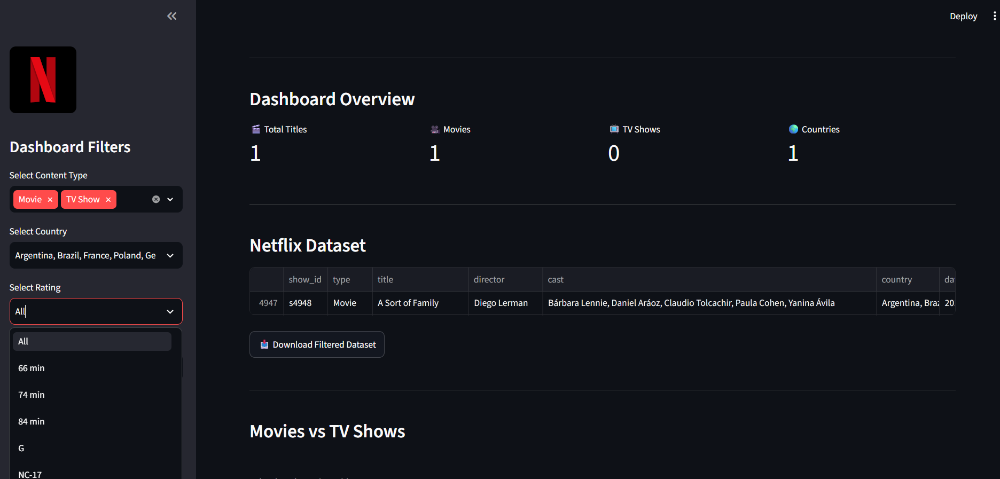 Deploy
N
Dashboard Filters
Select Content Type
Movie × TV Show ×
Select Country
Argentina, Brazil, France, Poland, Ge
Select Rating
All
All
66 min
74 min
84 min
G
NC-17
Dashboard Overview
Total Titles Movies TV Shows Countries
1 1 0 1
Netflix Dataset
show_id type title director cast country da
4947 s4948 Movie A Sort of Family Diego Lerman Bárbara Lennie, Daniel Aráoz, Claudio Tolcachir, Paula Cohen, Yanina Ávila Argentina, Braz 20
Download Filtered Dataset
Movies vs TV Shows